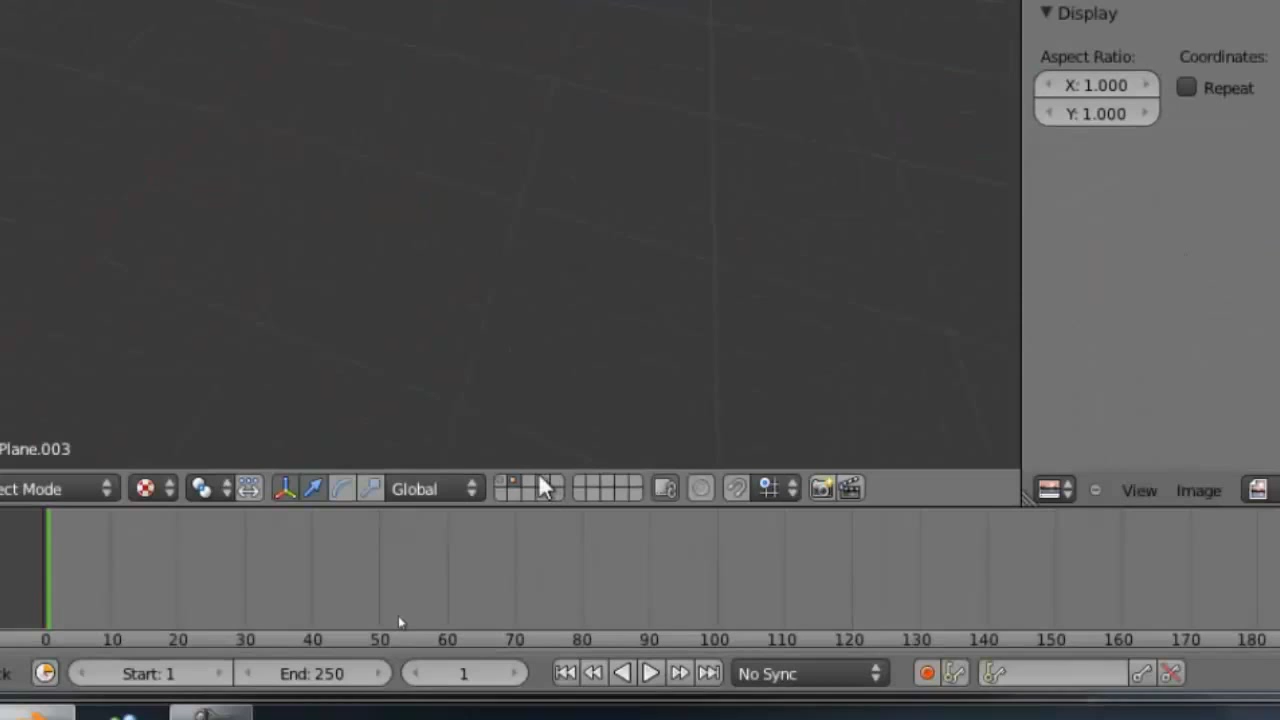 Display
Aspect Ratio: Coordinates:
X: 1.000 Repeat
Y: 1.000
Plane.003
ect Mode Global View Image
0 10 20 30 40 50 60 70 80 90 100 110 120 130 140 150 160 170 180
ck Start: 1 End: 250 1 No Sync